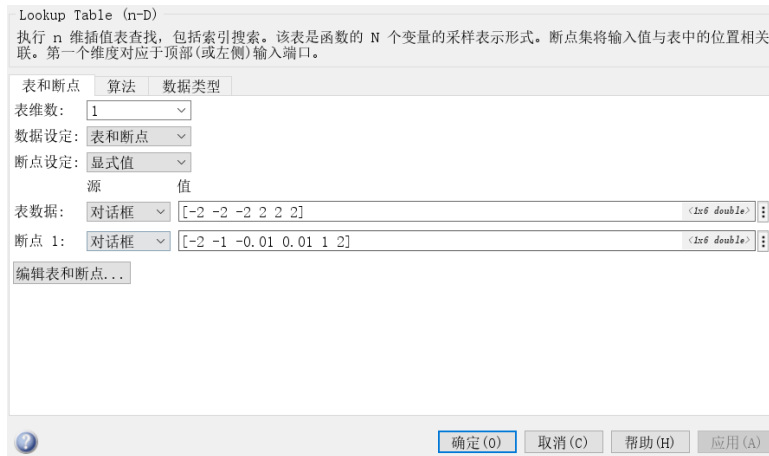 Lookup Table (n-D)
执行 n 维插值表查找, 包括索引搜索。该表是函数的 N 个变量的采样表示形式。断点集将输入值与表中的位置相关
联。第一个维度对应于顶部(或左侧)输入端口。
表和断点 算法 数据类型
表维数: 1
数据设定: 表和断点
断点设定: 显式值
源 值
表数据: 对话框 [-2 -2 -2 2 2 2] <1x6 double>
断点 1: 对话框 [-2 -1 -0.01 0.01 1 2] <1x6 double>
编辑表和断点...
确定(O) 取消(C) 帮助(H) 应用(A)